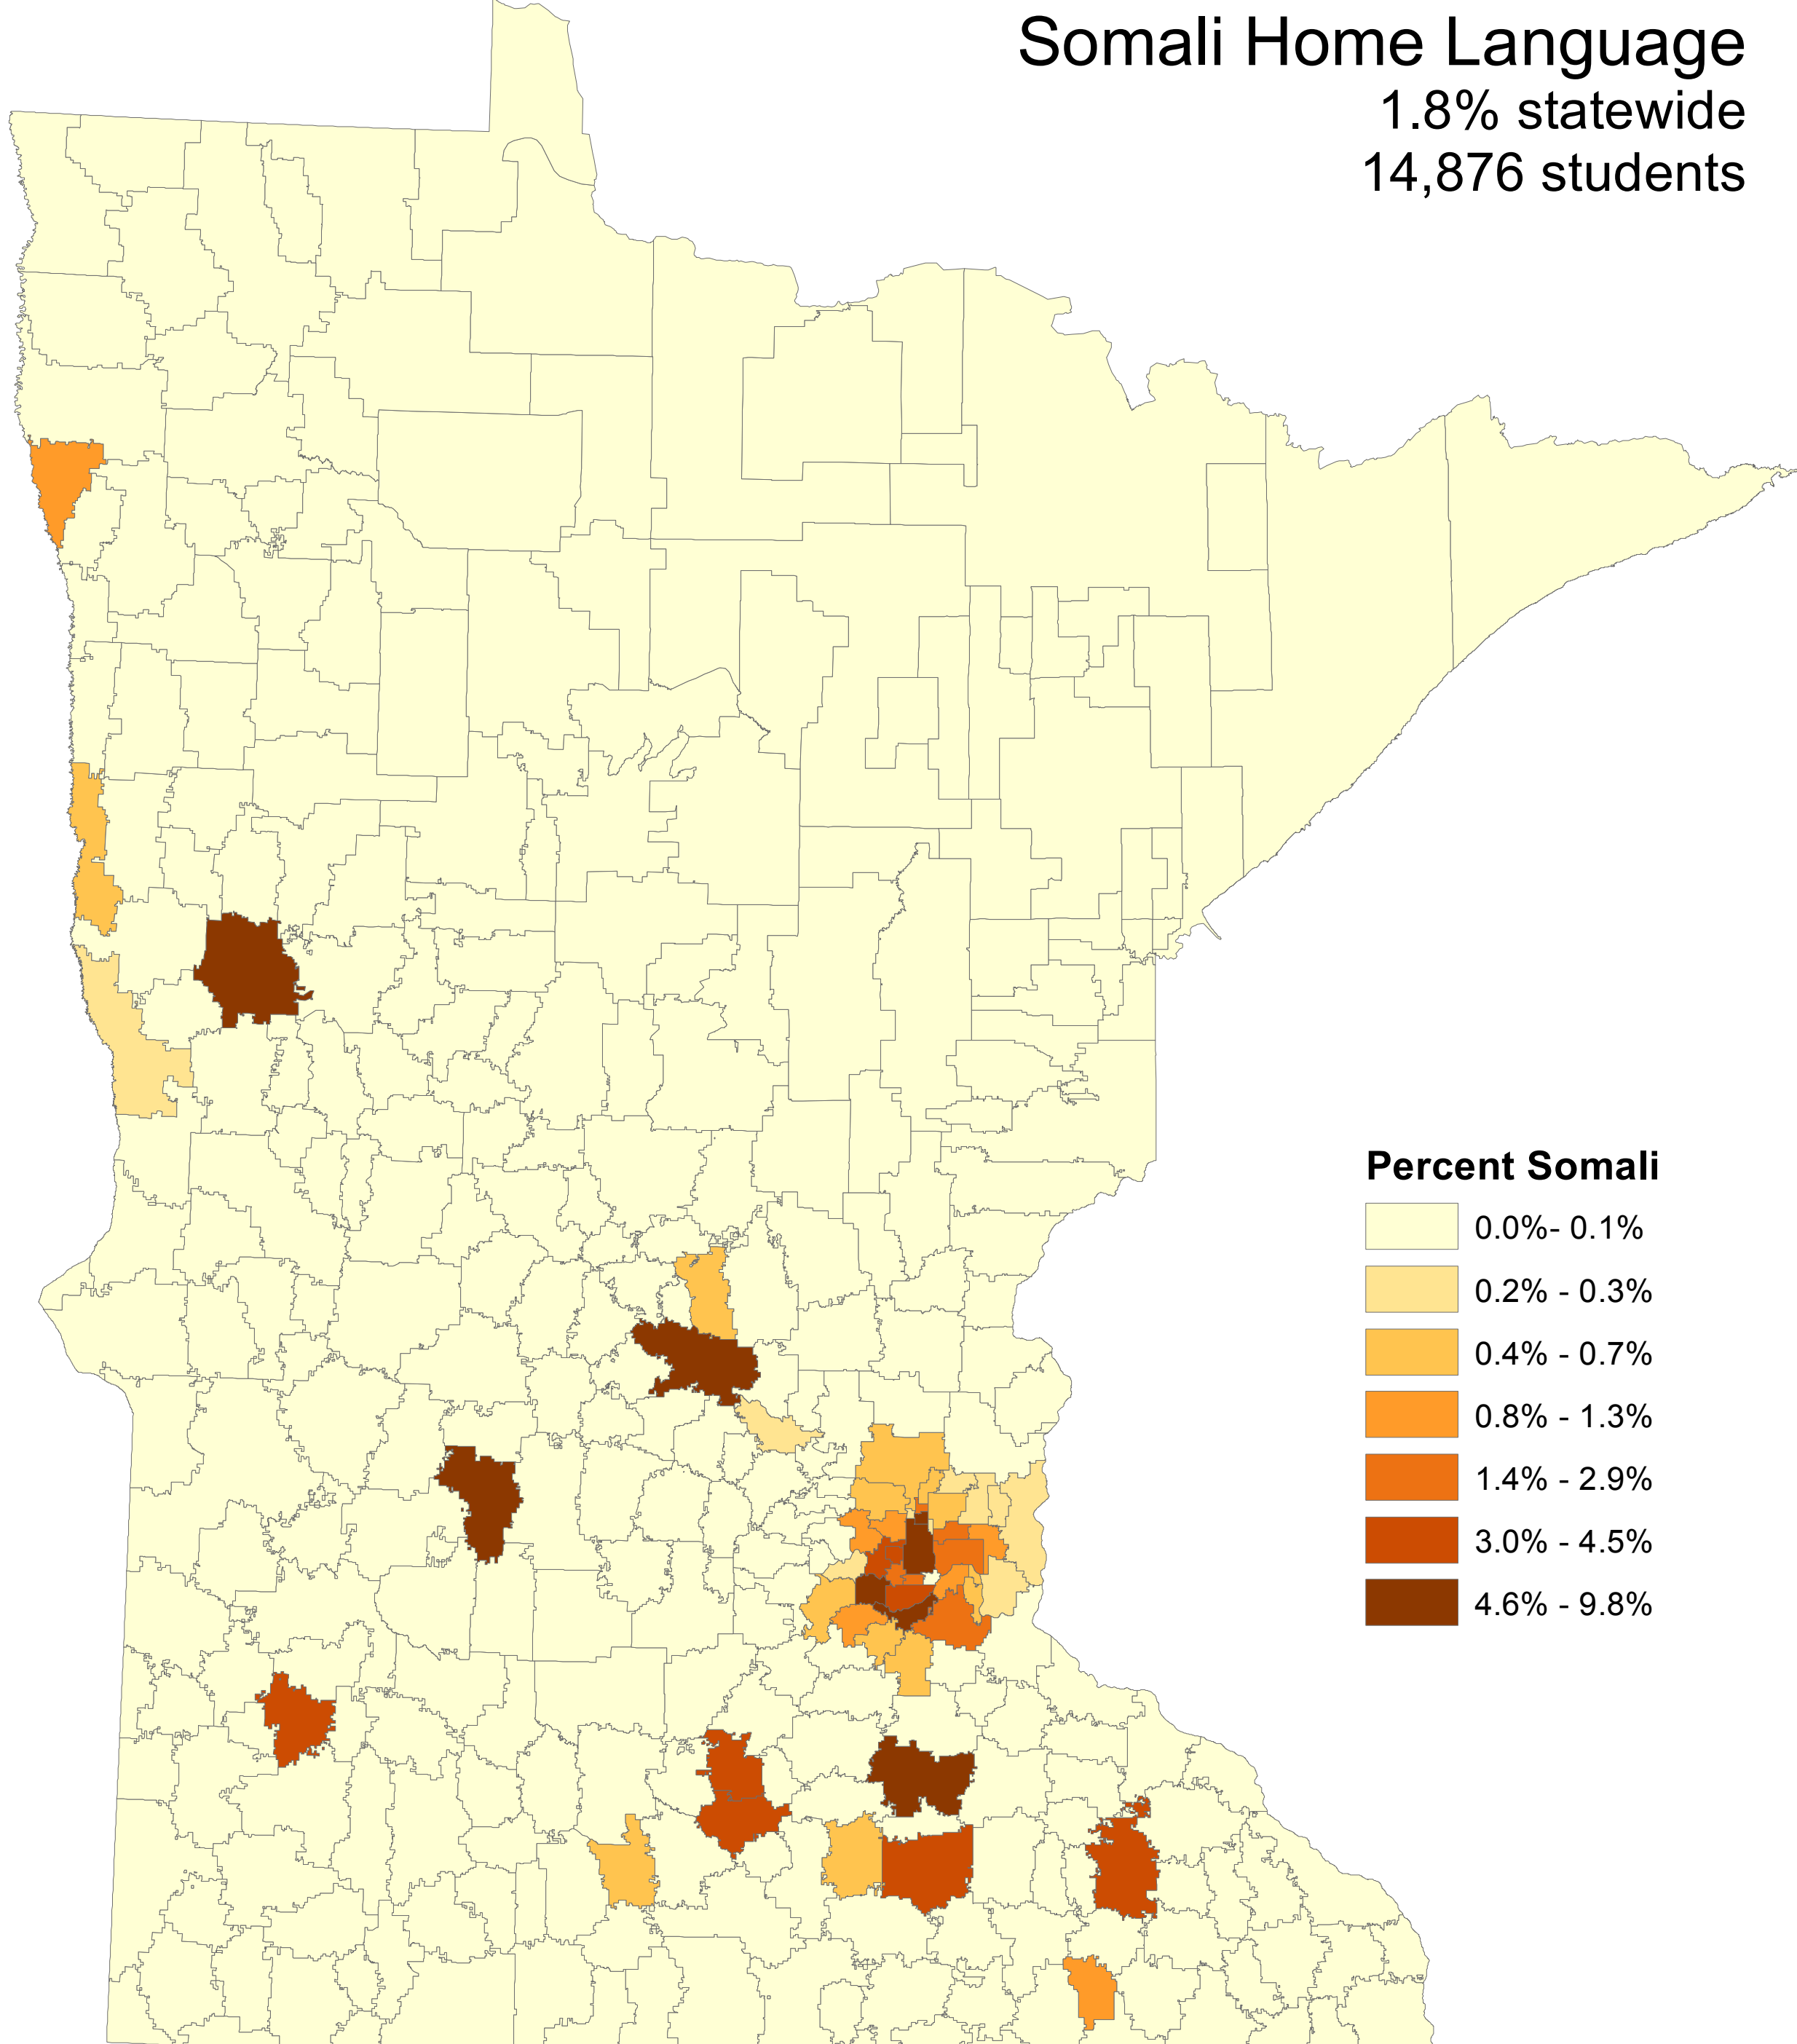 Somali Home Language
1.8% statewide
14,876 students
Percent Somali
0.0%- 0.1%
0.2% - 0.3%
0.4% - 0.7%
0.8% - 1.3%
1.4% - 2.9%
3.0% - 4.5%
4.6% - 9.8%